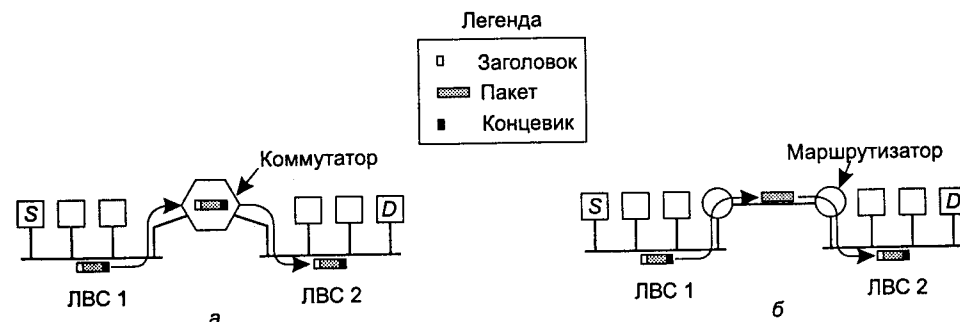 Легенда
Заголовок
Пакет
Концевик
Коммутатор
S
D
ЛВС 1
ЛВС 2
а
Маршрутизатор
S
D
ЛВС 1
ЛВС 2
б